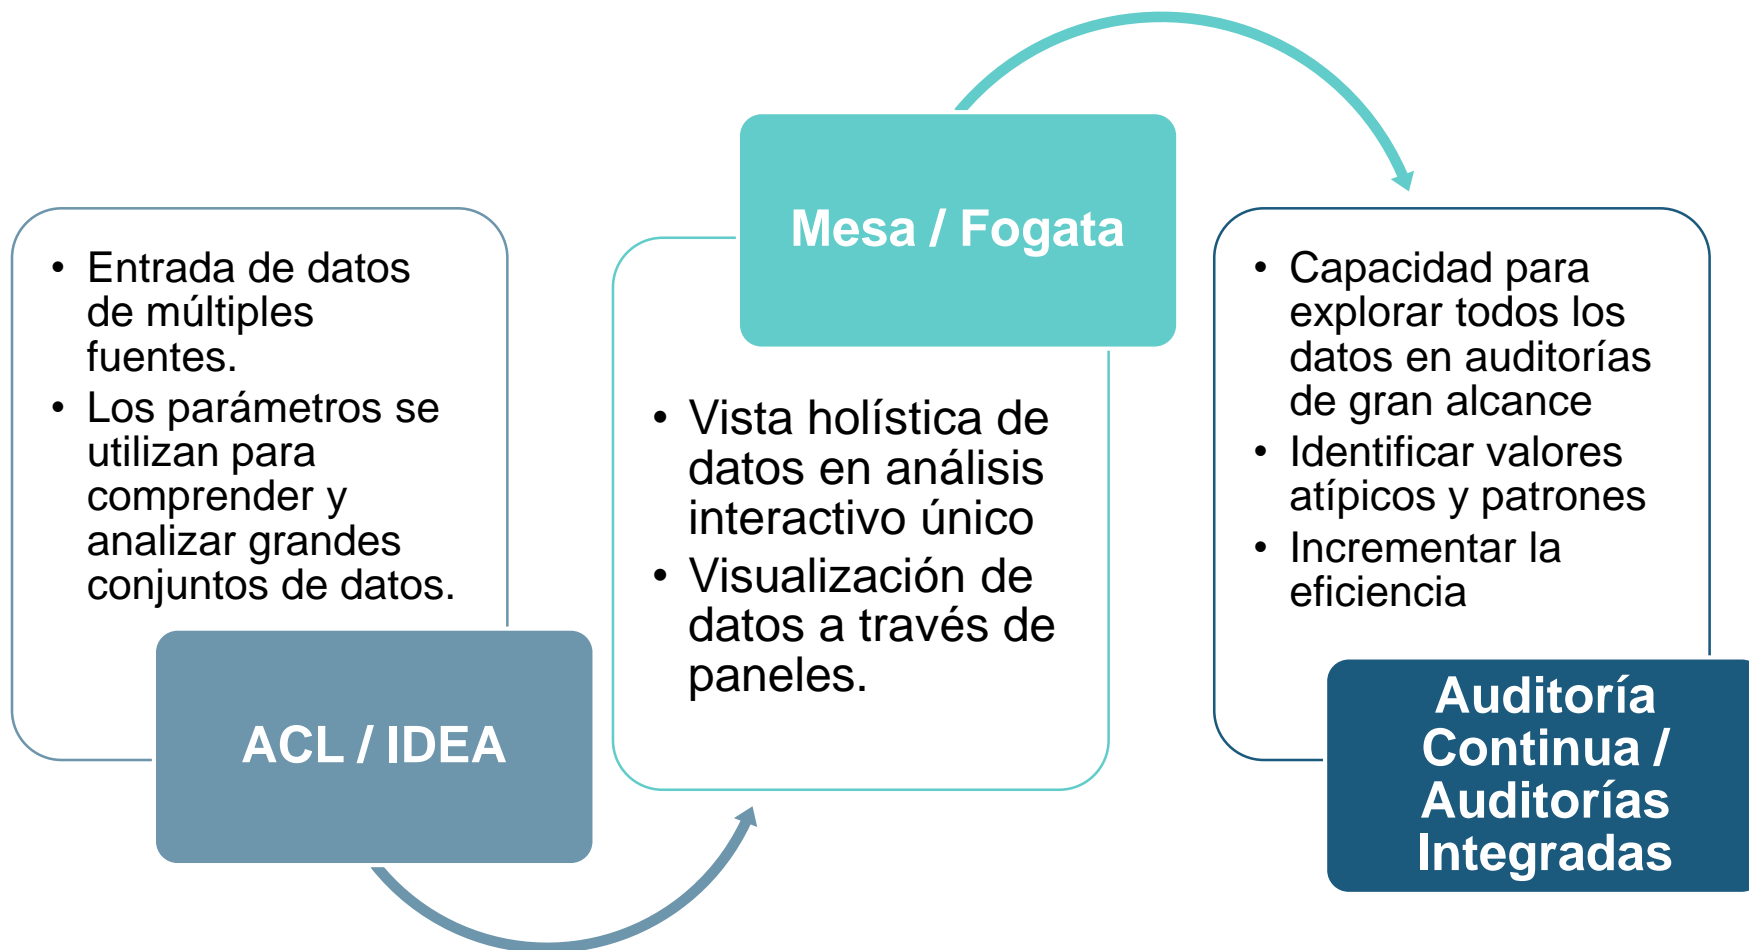 • Entrada de datos
de múltiples
fuentes.
• Los parámetros se
utilizan para
comprender y
analizar grandes
conjuntos de datos.
ACL / IDEA
Mesa / Fogata
• Vista holística de
datos en análisis
interactivo único
• Visualización de
datos a través de
paneles.
• Capacidad para
explorar todos los
datos en auditorías
de gran alcance
• Identificar valores
atípicos y patrones
• Incrementar la
eficiencia
Auditoría
Continua /
Auditorías
Integradas